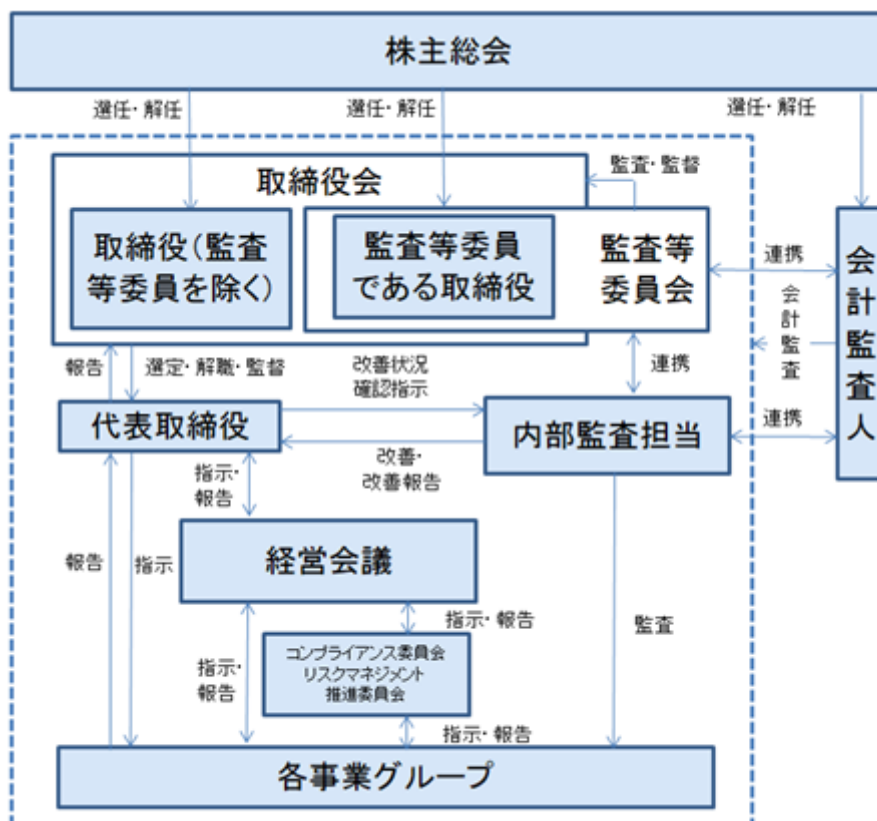 株主総会
選任・解任
選任・解任
選任・解任
取締役会
監査・監督
取締役(監査
等委員を除く)
監査等委員
である取締役
監査等
委員会
連携
会計監査人
会計監査
報告
選定・解職・監督
改善状況
確認指示
連携
代表取締役
内部監査担当
連携
指示・
報告
改善・
改善報告
経営会議
報告
指示
指示・報告
監査
指示・
報告
コンプライアンス委員会
リスクマネジメント
推進委員会
指示・報告
各事業グループ